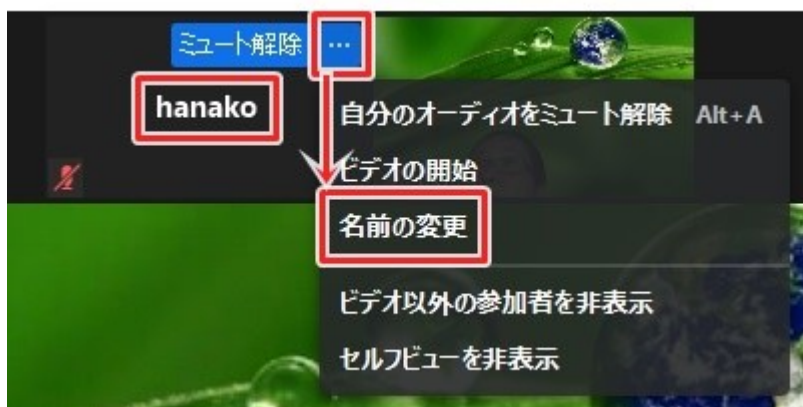 ミュート解除 ...
hanako
自分のオーディオをミュート解除 Alt+A
ビデオの開始
名前の変更
ビデオ以外の参加者を非表示
セルフビューを非表示